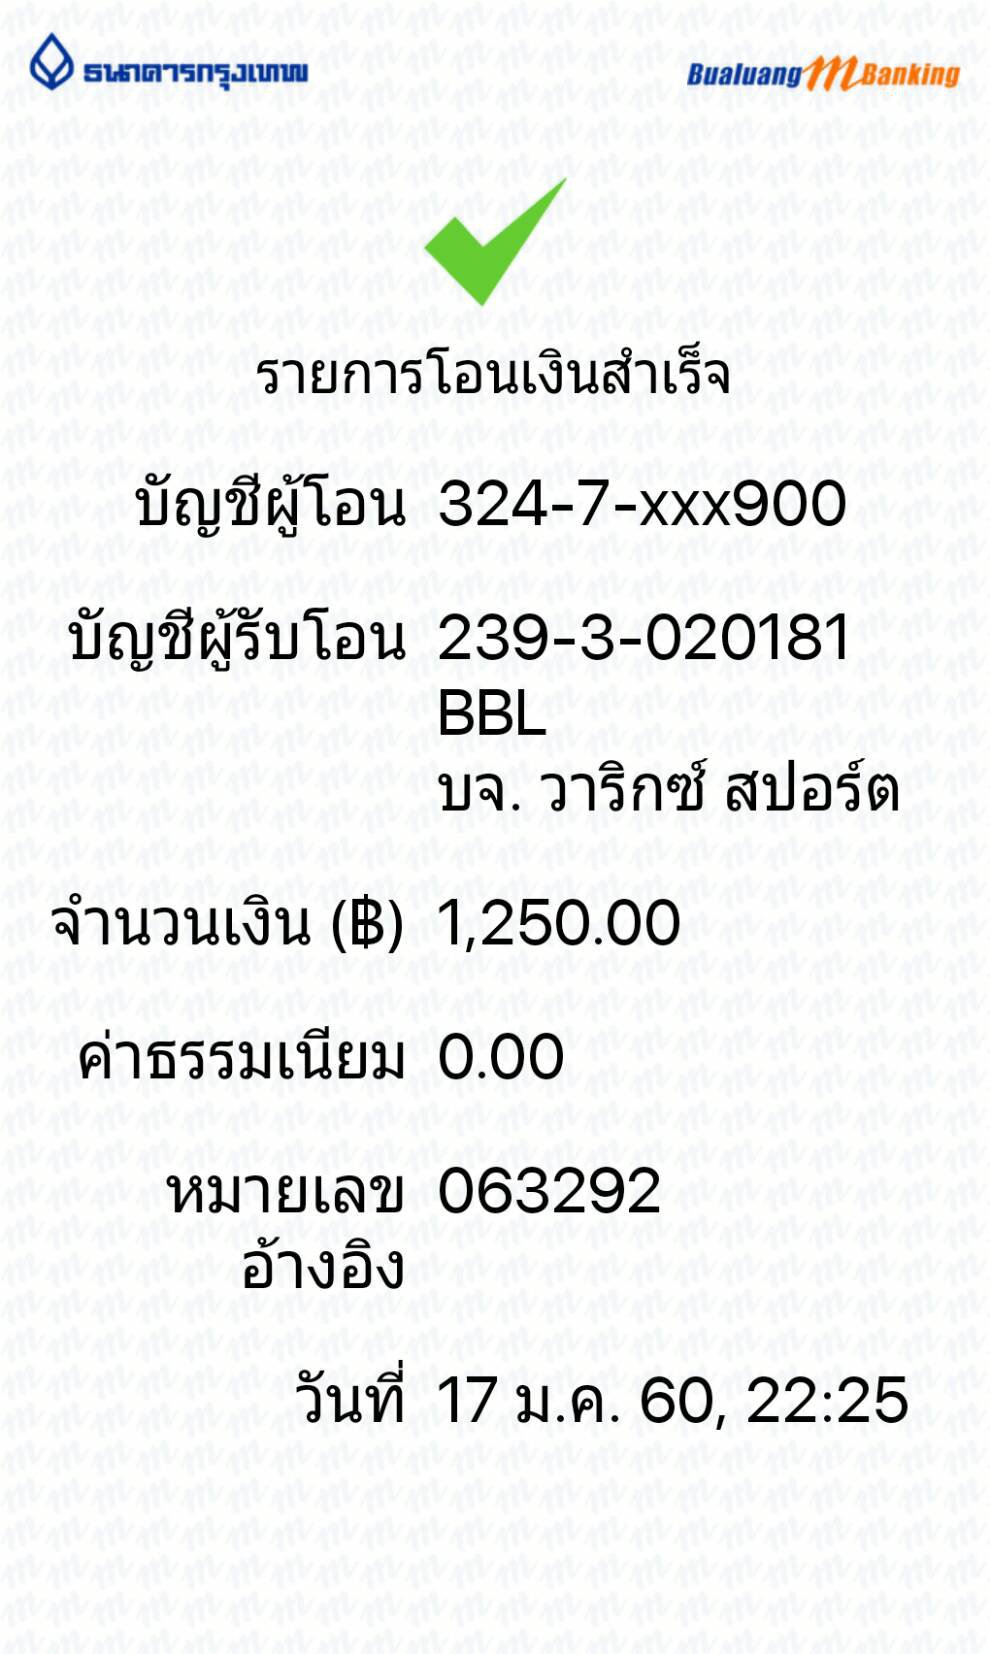 ธนาคารกรุงเทพ
Bualuang mBanking
รายการโอนเงินสำเร็จ
บัญชีผู้โอน 324-7-xxx900
บัญชีผู้รับโอน 239-3-020181
BBL
บจ. วาริกซ์ สปอร์ต
จำนวนเงิน (฿) 1,250.00
ค่าธรรมเนียม 0.00
หมายเลข 063292
อ้างอิง
วันที่ 17 ม.ค. 60, 22:25